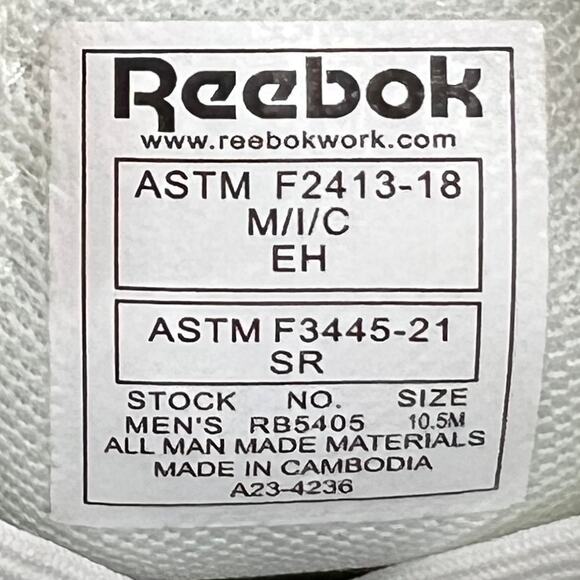 Reebok
www.reebokwork.com
ASTM F2413-18
M/I/C
EH
ASTM F3445-21
SR
STOCK NO. SIZE
MEN'S RB5405 10.5M
ALL MAN MADE MATERIALS
MADE IN CAMBODIA
A23-4236